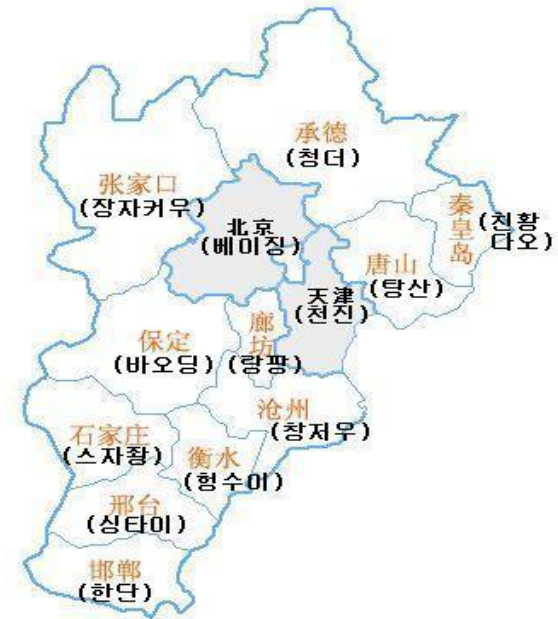 承德
(청더)
张家口
(장자커우)
北京
(베이징)
秦皇岛
(친황
다오)
唐山
(탕산)
天津
(천진)
廊坊
(랑팡)
保定
(바오딩)
沧州
(창저우)
石家庄
(스자좡)
衡水
(헝수이)
邢台
(싱타이)
邯郸
(한단)